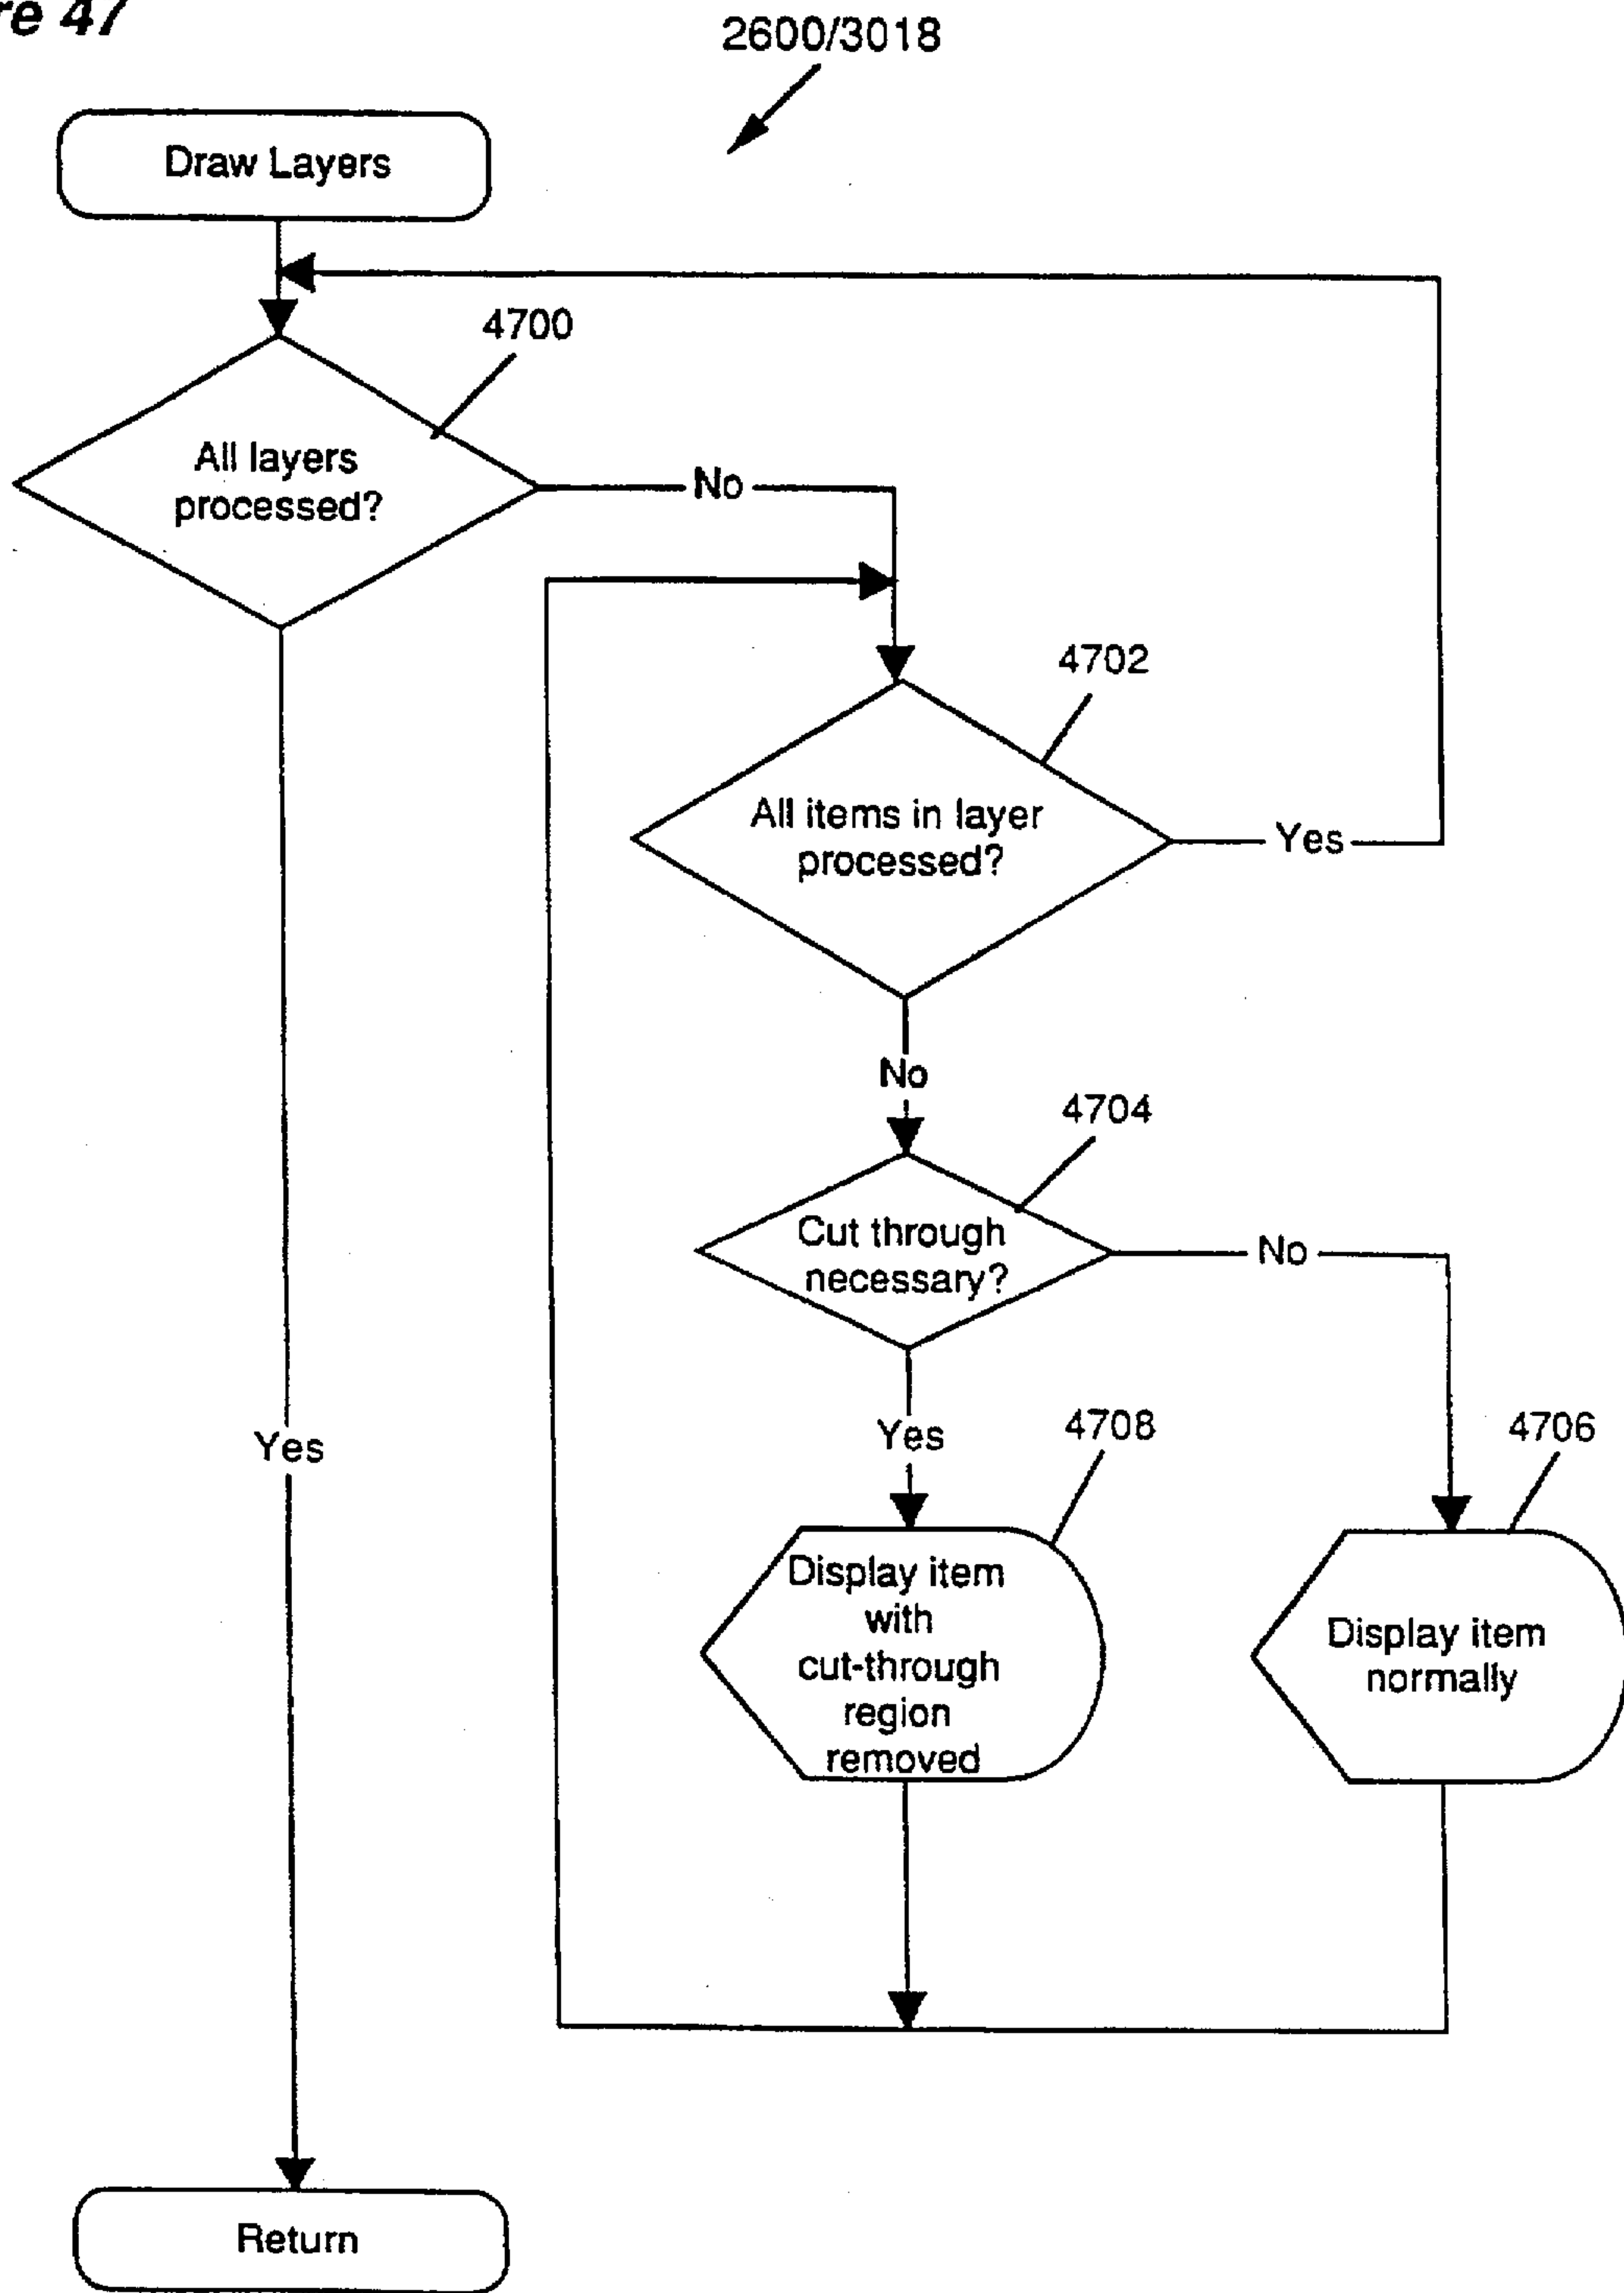 re 47
2600/3018
Draw Layers
4700
All layers
processed?
No
4702
All items in layer
processed?
Yes
No
4704
Cut through
necessary?
No
Yes
Yes
4708
4706
Display item
with
cut-through
region
removed
Display item
normally
Return